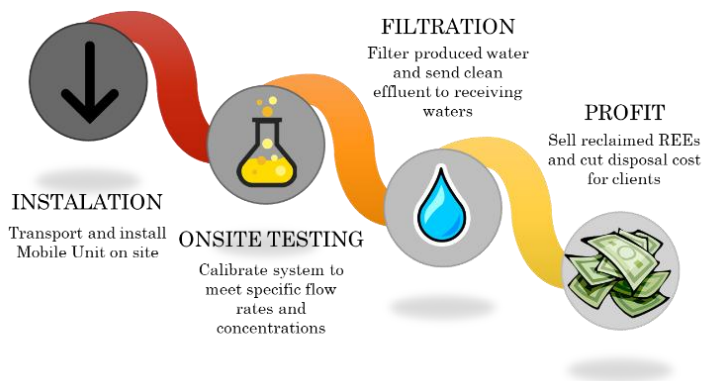 INSTALATION
Transport and install
Mobile Unit on site
ONSITE TESTING
Calibrate system to
meet specific flow
rates and
concentrations
FILTRATION
Filter produced water
and send clean
effluent to receiving
waters
PROFIT
Sell reclaimed REEs
and cut disposal cost
for clients